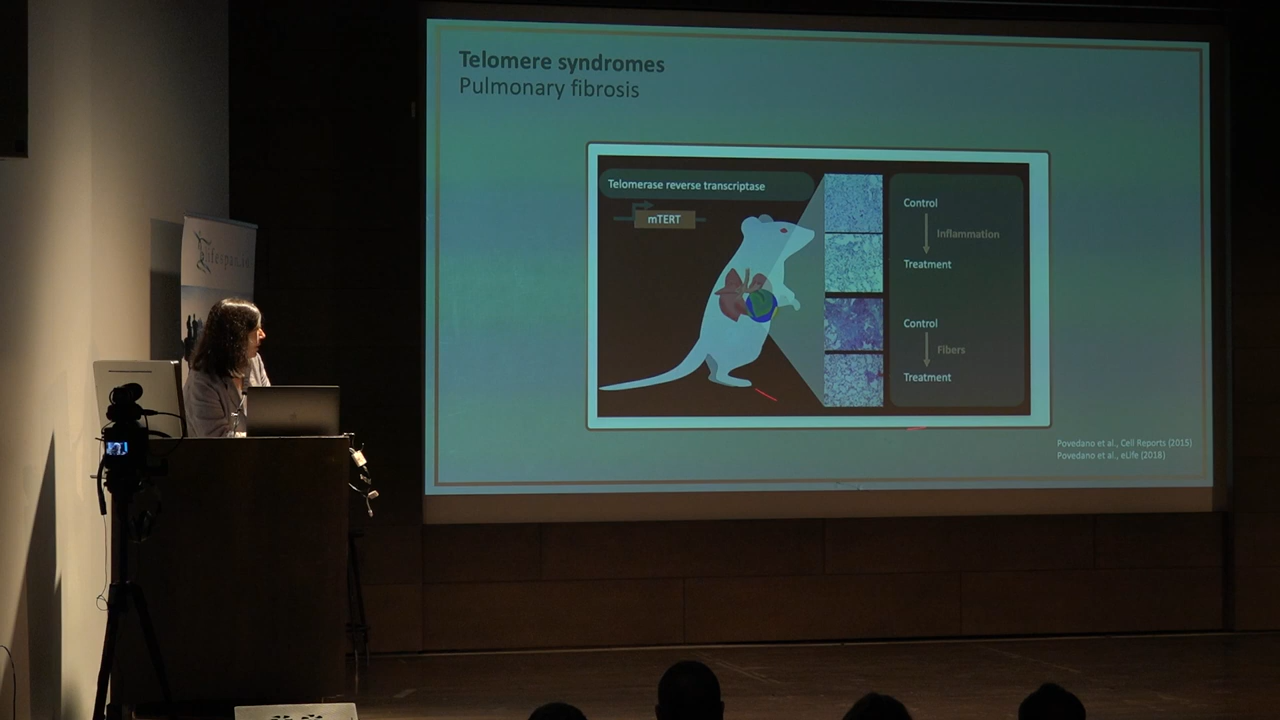 Telomere syndromes
Pulmonary fibrosis
Telomerase reverse transcriptase
mTERT
Control
Inflammation
Treatment
Control
Fibers
Treatment
Povedano et al., Cell Reports (2015)
Povedano et al., eLife (2018)